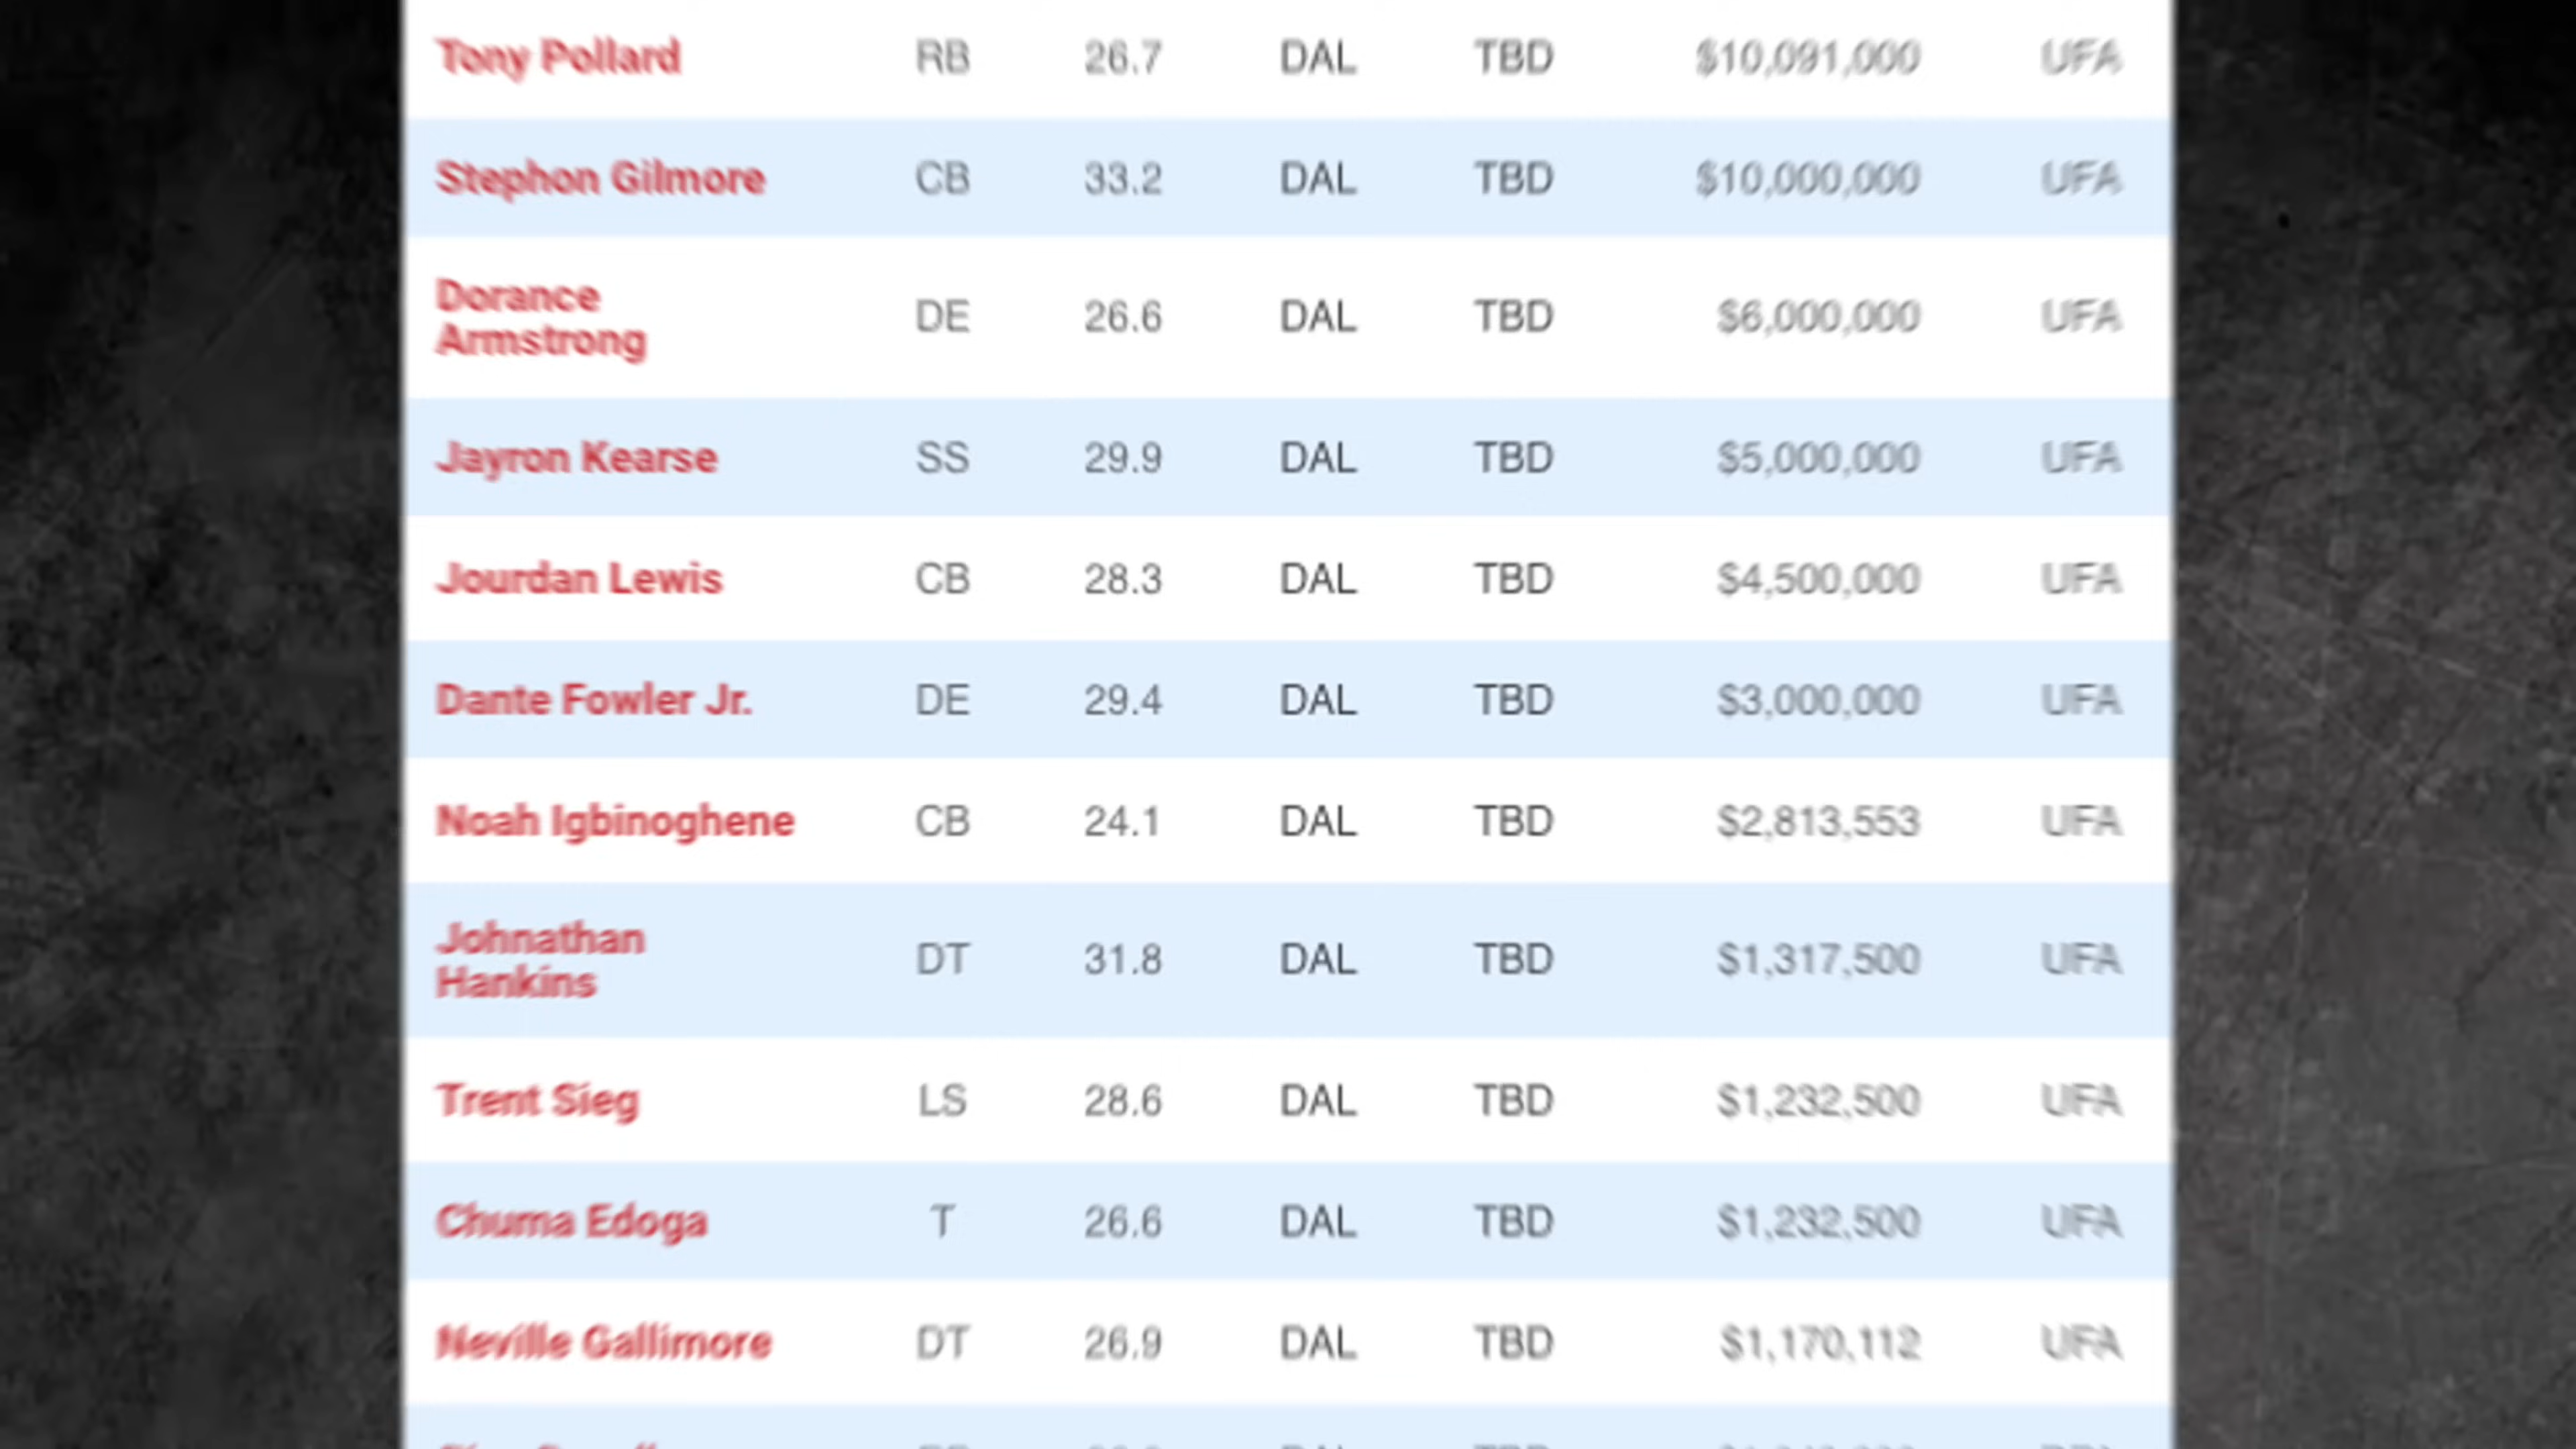 Tony Pollard RB 26.7 DAL TBD $10,091,000 UFA
Stephon Gilmore CB 33.2 DAL TBD $10,000,000 UFA
Dorance
Armstrong DE 26.6 DAL TBD $6,000,000 UFA
Jayron Kearse SS 29.9 DAL TBD $5,000,000 UFA
Jourdan Lewis CB 28.3 DAL TBD $4,500,000 UFA
Dante Fowler Jr. DE 29.4 DAL TBD $3,000,000 UFA
Noah Igbinoghene CB 24.1 DAL TBD $2,813,553 UFA
Johnathan
Hankins DT 31.8 DAL TBD $1,317,500 UFA
Trent Sieg LS 28.6 DAL TBD $1,232,500 UFA
Chuma Edoga T 26.6 DAL TBD $1,232,500 UFA
Neville Gallimore DT 26.9 DAL TBD $1,170,112 UFA